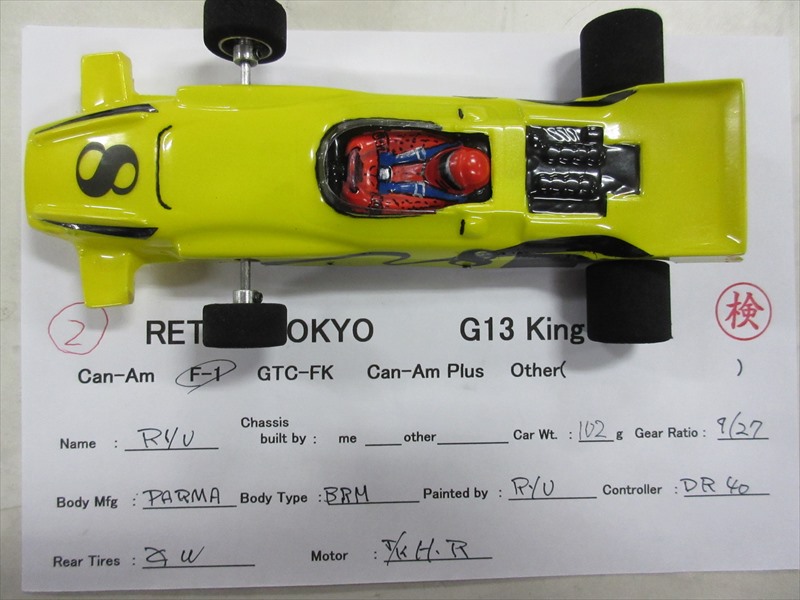 8
2 RET OKYO G13 King 検
Can-Am F-1 GTC-FK Can-Am Plus Other( )
Name : RYU Chassis built by : me ____ other ________ Car Wt. : 102 g Gear Ratio : 9/27
Body Mfg : PARMA Body Type : BRM Painted by : RYU Controller : DR 40
Rear Tires : W Motor : H.R